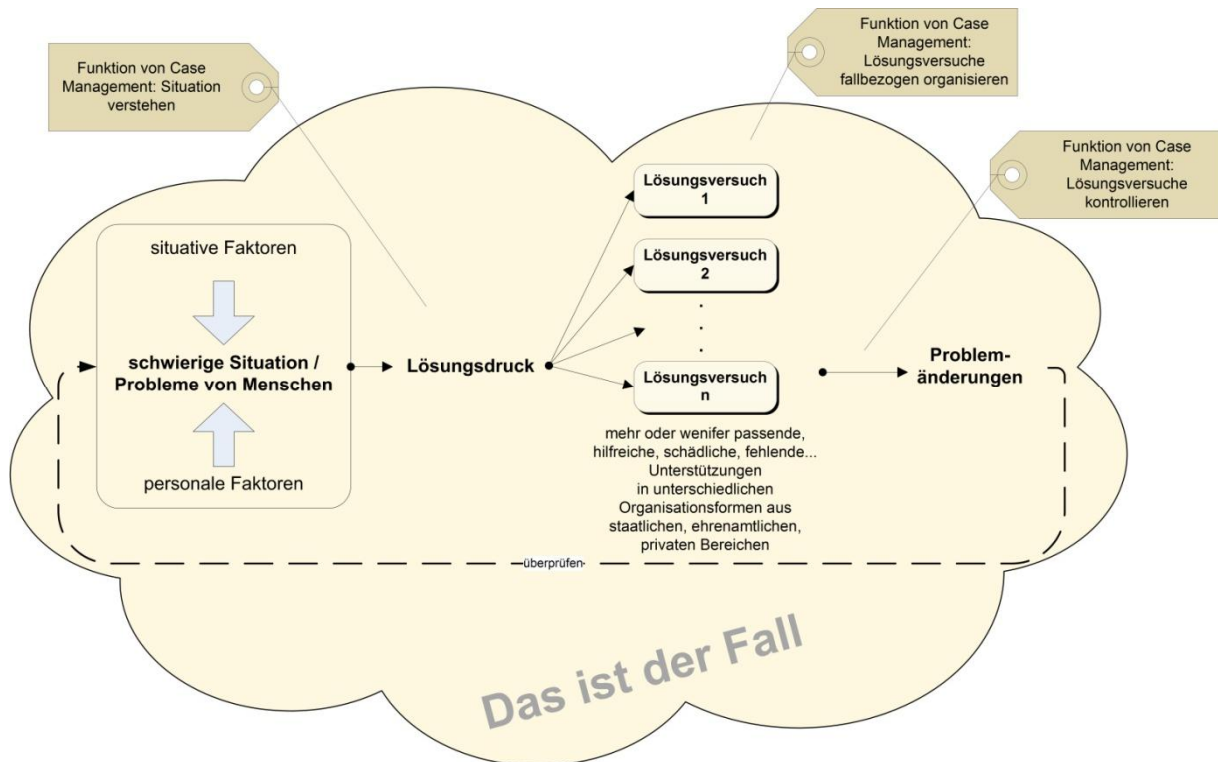 Funktion von Case
Management: Situation
verstehen
Funktion von Case
Management:
Lösungsversuche
fallbezogen organisieren
Funktion von Case
Management:
Lösungsversuche
kontrollieren
situative Faktoren
schwierige Situation /
Probleme von Menschen
personale Faktoren
Lösungsdruck
Lösungsversuch
1
Lösungsversuch
2
.
.
.
Lösungsversuch
n
mehr oder wenifer passende,
hilfreiche, schädliche, fehlende...
Unterstützungen
in unterschiedlichen
Organisationsformen aus
staatlichen, ehrenamtlichen,
privaten Bereichen
Problem-
änderungen
überprüfen
Das ist der Fall